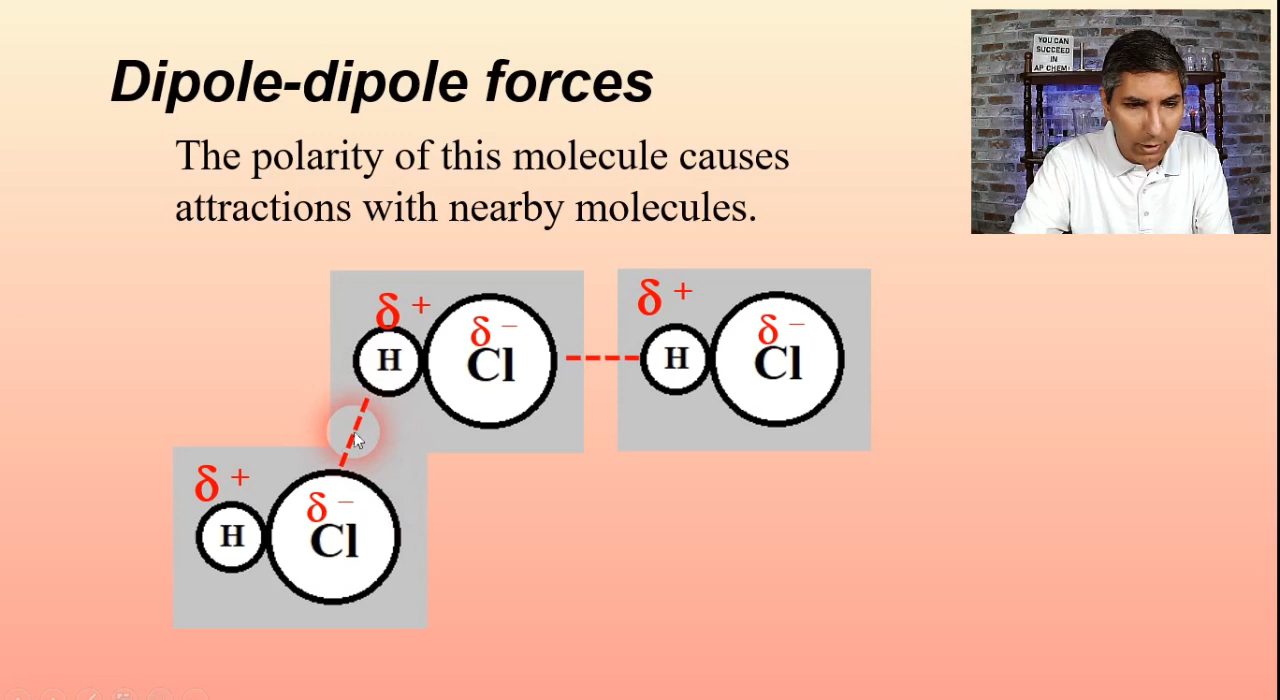 YOU CAN
SUCCEED
IN
AP CHEM!
Dipole-dipole forces
The polarity of this molecule causes
attractions with nearby molecules.
δ + δ − H Cl
δ + δ − H Cl
δ + δ − H Cl